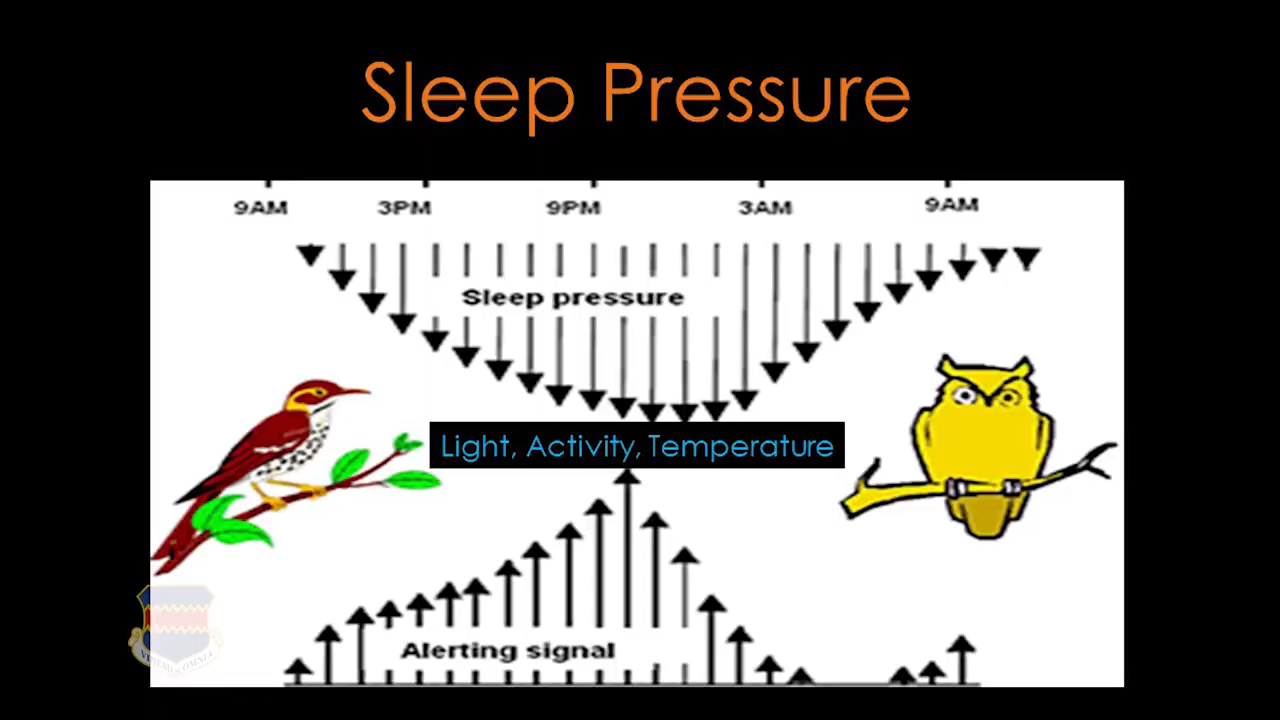 Sleep Pressure
9AM 3PM 9PM 3AM 9AM
Sleep pressure
Light, Activity, Temperature
Alerting signal